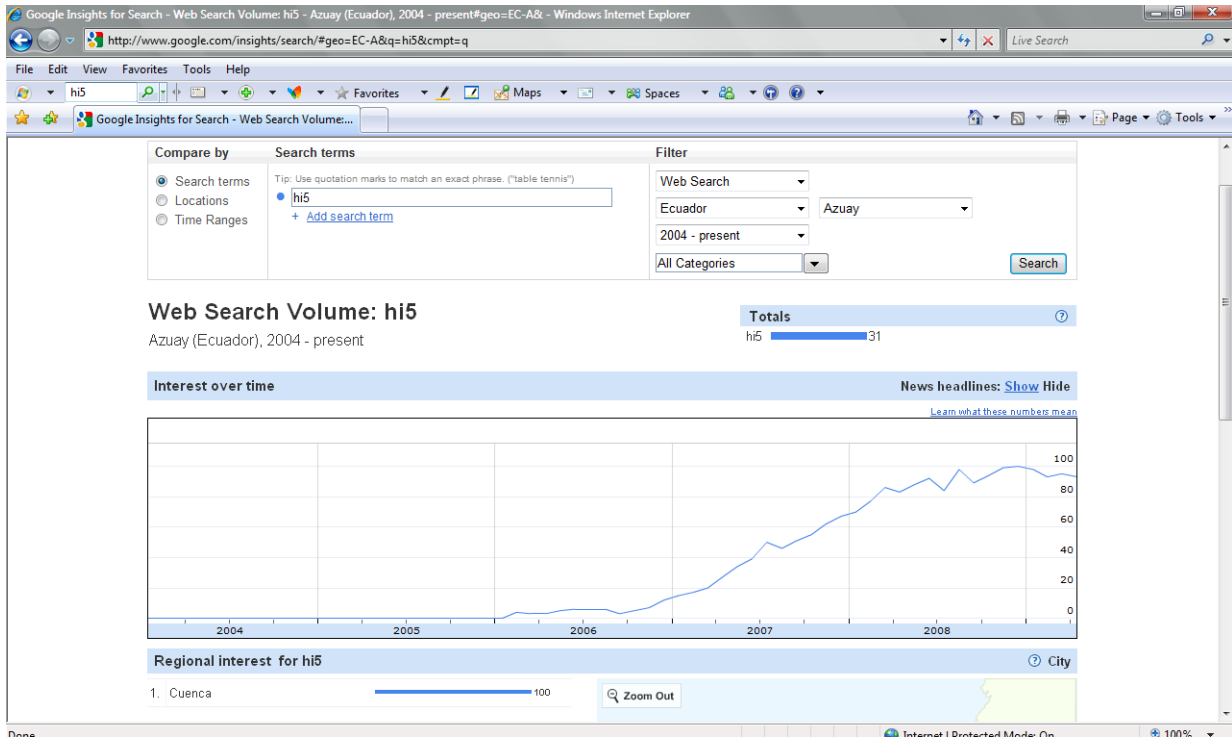 Google Insights for Search - Web Search Volume: hi5 - Azuay (Ecuador), 2004 - present#geo=EC-A& - Windows Internet Explorer
http://www.google.com/insights/search/#geo=EC-A&q=hi5&cmpt=q Live Search
File Edit View Favorites Tools Help
hi5 Favorites Maps Spaces
Google Insights for Search - Web Search Volume:... Page Tools
Compare by Search terms Filter
Search terms Tip: Use quotation marks to match an exact phrase. ("table tennis") Web Search
hi5
Locations Ecuador Azuay
+ Add search term
Time Ranges
2004 - present
All Categories Search
Web Search Volume: hi5
Totals
Azuay (Ecuador), 2004 - present hi5 31
Interest over time News headlines: Show Hide
Learn what these numbers mean
100
80
60
40
20
0
2004 2005 2006 2007 2008
Regional interest for hi5 City
1. Cuenca 100 Zoom Out
Done Internet | Protected Mode: On 100%